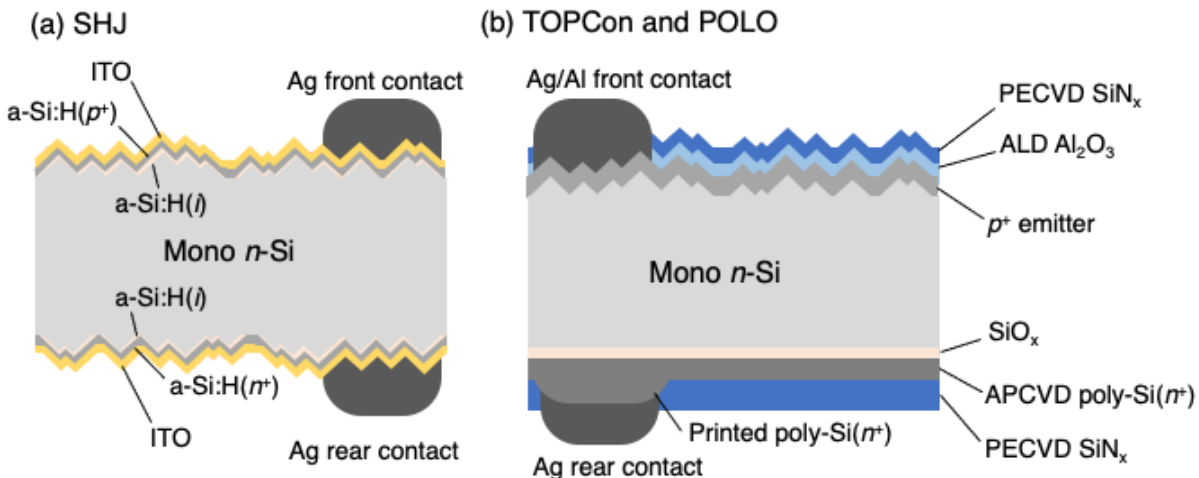 (a) SHJ
ITO
a-Si:H(p⁺)
Ag front contact
a-Si:H(i)
Mono n-Si
a-Si:H(i)
a-Si:H(n⁺)
ITO
Ag rear contact
(b) TOPCon and POLO
Ag/Al front contact
PECVD SiNₓ
ALD Al₂O₃
p⁺ emitter
Mono n-Si
SiOₓ
APCVD poly-Si(n⁺)
Printed poly-Si(n⁺)
PECVD SiNₓ
Ag rear contact